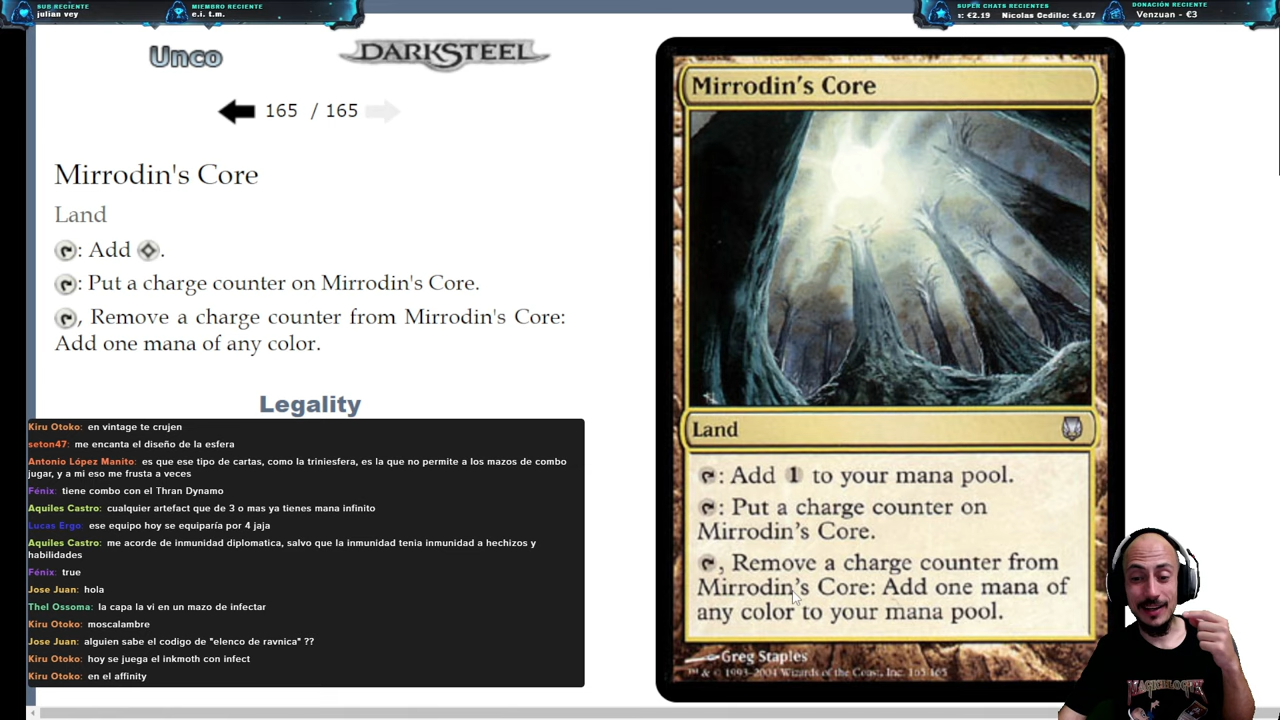 SUB RECIENTE
julian vey
MIEMBRO RECIENTE
e.i. t.m.
SUPER CHATS RECIENTES
: €2.19 Nicolas Cedillo: €1.07
DONACIÓN RECIENTE
Venzuan - €3
Unco
DARKSTEEL
165 / 165
Mirrodin's Core
Land
: Add .
: Put a charge counter on Mirrodin's Core.
, Remove a charge counter from Mirrodin's Core:
Add one mana of any color.
Legality
Kiru Otoko: en vintage te crujen
seton47: me encanta el diseño de la esfera
Antonio López Manito: es que ese tipo de cartas, como la triniesfera, es la que no permite a los mazos de combo
jugar, y a mi eso me frusta a veces
Fénix: tiene combo con el Thran Dynamo
Aquiles Castro: cualquier artefact que de 3 o mas ya tienes mana infinito
Lucas Ergo: ese equipo hoy se equiparía por 4 jaja
Aquiles Castro: me acorde de inmunidad diplomatica, salvo que la inmunidad tenia inmunidad a hechizos y
habilidades
Fénix: true
Jose Juan: hola
Thel Ossoma: la capa la vi en un mazo de infectar
Kiru Otoko: moscalambre
Jose Juan: alguien sabe el codigo de "elenco de ravnica" ??
Kiru Otoko: hoy se juega el inkmoth con infect
Kiru Otoko: en el affinity
Mirrodin's Core
Land
: Add 1 to your mana pool.
: Put a charge counter on
Mirrodin's Core.
, Remove a charge counter from
Mirrodin's Core: Add one mana of
any color to your mana pool.
Greg Staples
™ & © 1993-2004 Wizards of the Coast, Inc. 165/165